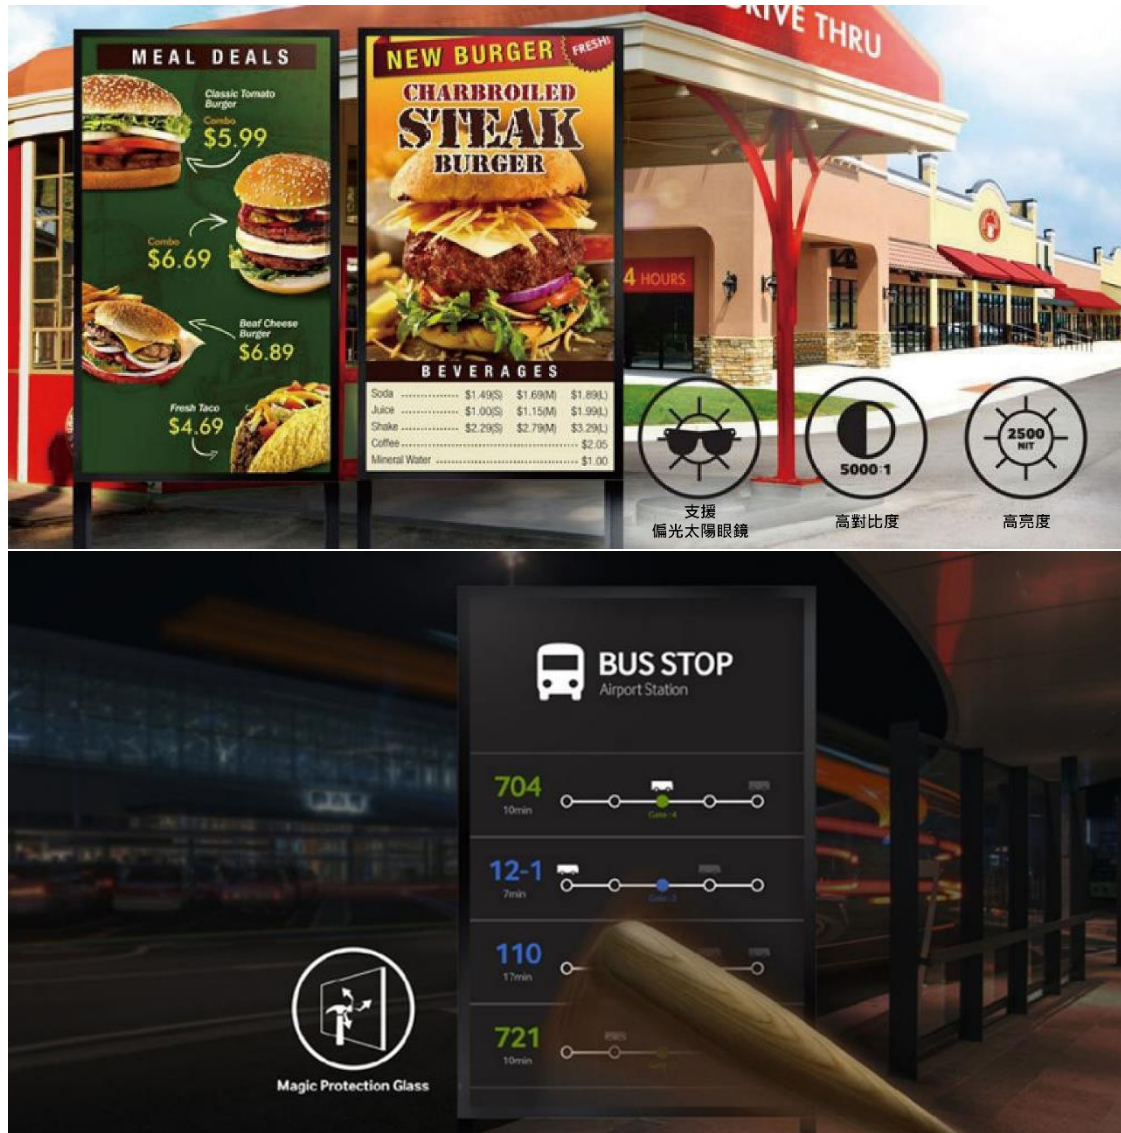 MEAL DEALS
Classic Tomato
Burger
Combo
$5.99
Combo
$6.69
Beaf Cheese
Burger
$6.89
Fresh Taco
$4.69
NEW BURGER
FRESH!
CHARBROILED
STEAK
BURGER
BEVERAGES
Soda $1.49(S) $1.69(M) $1.89(L)
Juice $1.00(S) $1.15(M) $1.99(L)
Shake $2.29(S) $2.79(M) $3.29(L)
Coffee $2.05
Mineral Water $1.00
DRIVE THRU
4 HOURS
支援
偏光太陽眼鏡
5000:1
高對比度
2500
NIT
高亮度
BUS STOP
Airport Station
704
10min
Gate :4
12-1
7min
110
17min
721
10min
Magic Protection Glass